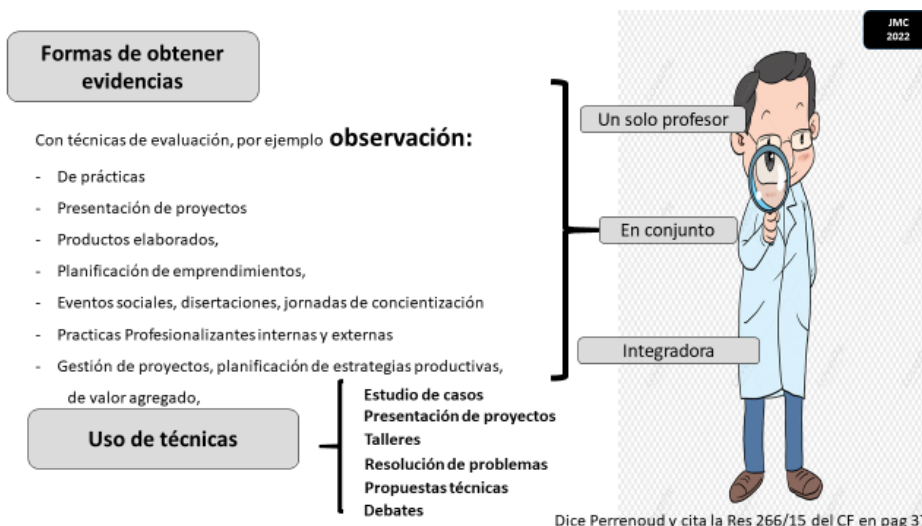 JMC
2022
Formas de obtener
evidencias
Con técnicas de evaluación, por ejemplo observación:
- De prácticas
- Presentación de proyectos
- Productos elaborados,
- Planificación de emprendimientos,
- Eventos sociales, disertaciones, jornadas de concientización
- Practicas Profesionalizantes internas y externas
- Gestión de proyectos, planificación de estrategias productivas,
de valor agregado,
Un solo profesor
En conjunto
Integradora
Uso de técnicas
Estudio de casos
Presentación de proyectos
Talleres
Resolución de problemas
Propuestas técnicas
Debates
Dice Perrenoud y cita la Res 266/15 del CF en pag